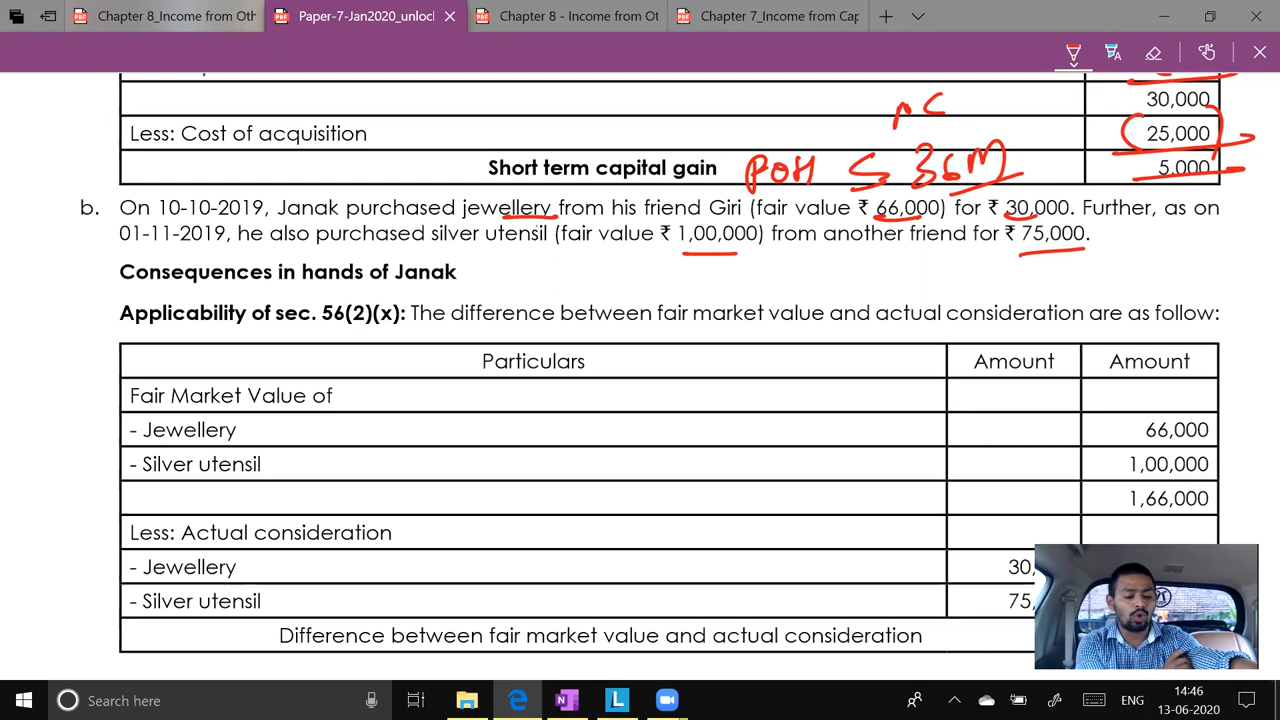 Chapter 8_Income from Oth
Paper-7-Jan2020_unlock
Chapter 8 - Income from Ot
Chapter 7_Income from Cap
30,000
Less: Cost of acquisition 25,000
Short term capital gain 5,000
POH ≤ 36M
b. On 10-10-2019, Janak purchased jewellery from his friend Giri (fair value ₹ 66,000) for ₹ 30,000. Further, as on
01-11-2019, he also purchased silver utensil (fair value ₹ 1,00,000) from another friend for ₹ 75,000.
Consequences in hands of Janak
Applicability of sec. 56(2)(x): The difference between fair market value and actual consideration are as follow:
Particulars Amount Amount
Fair Market Value of
- Jewellery 66,000
- Silver utensil 1,00,000
1,66,000
Less: Actual consideration
- Jewellery 30,
- Silver utensil 75,
Difference between fair market value and actual consideration
Search here
ENG
14:46
13-06-2020